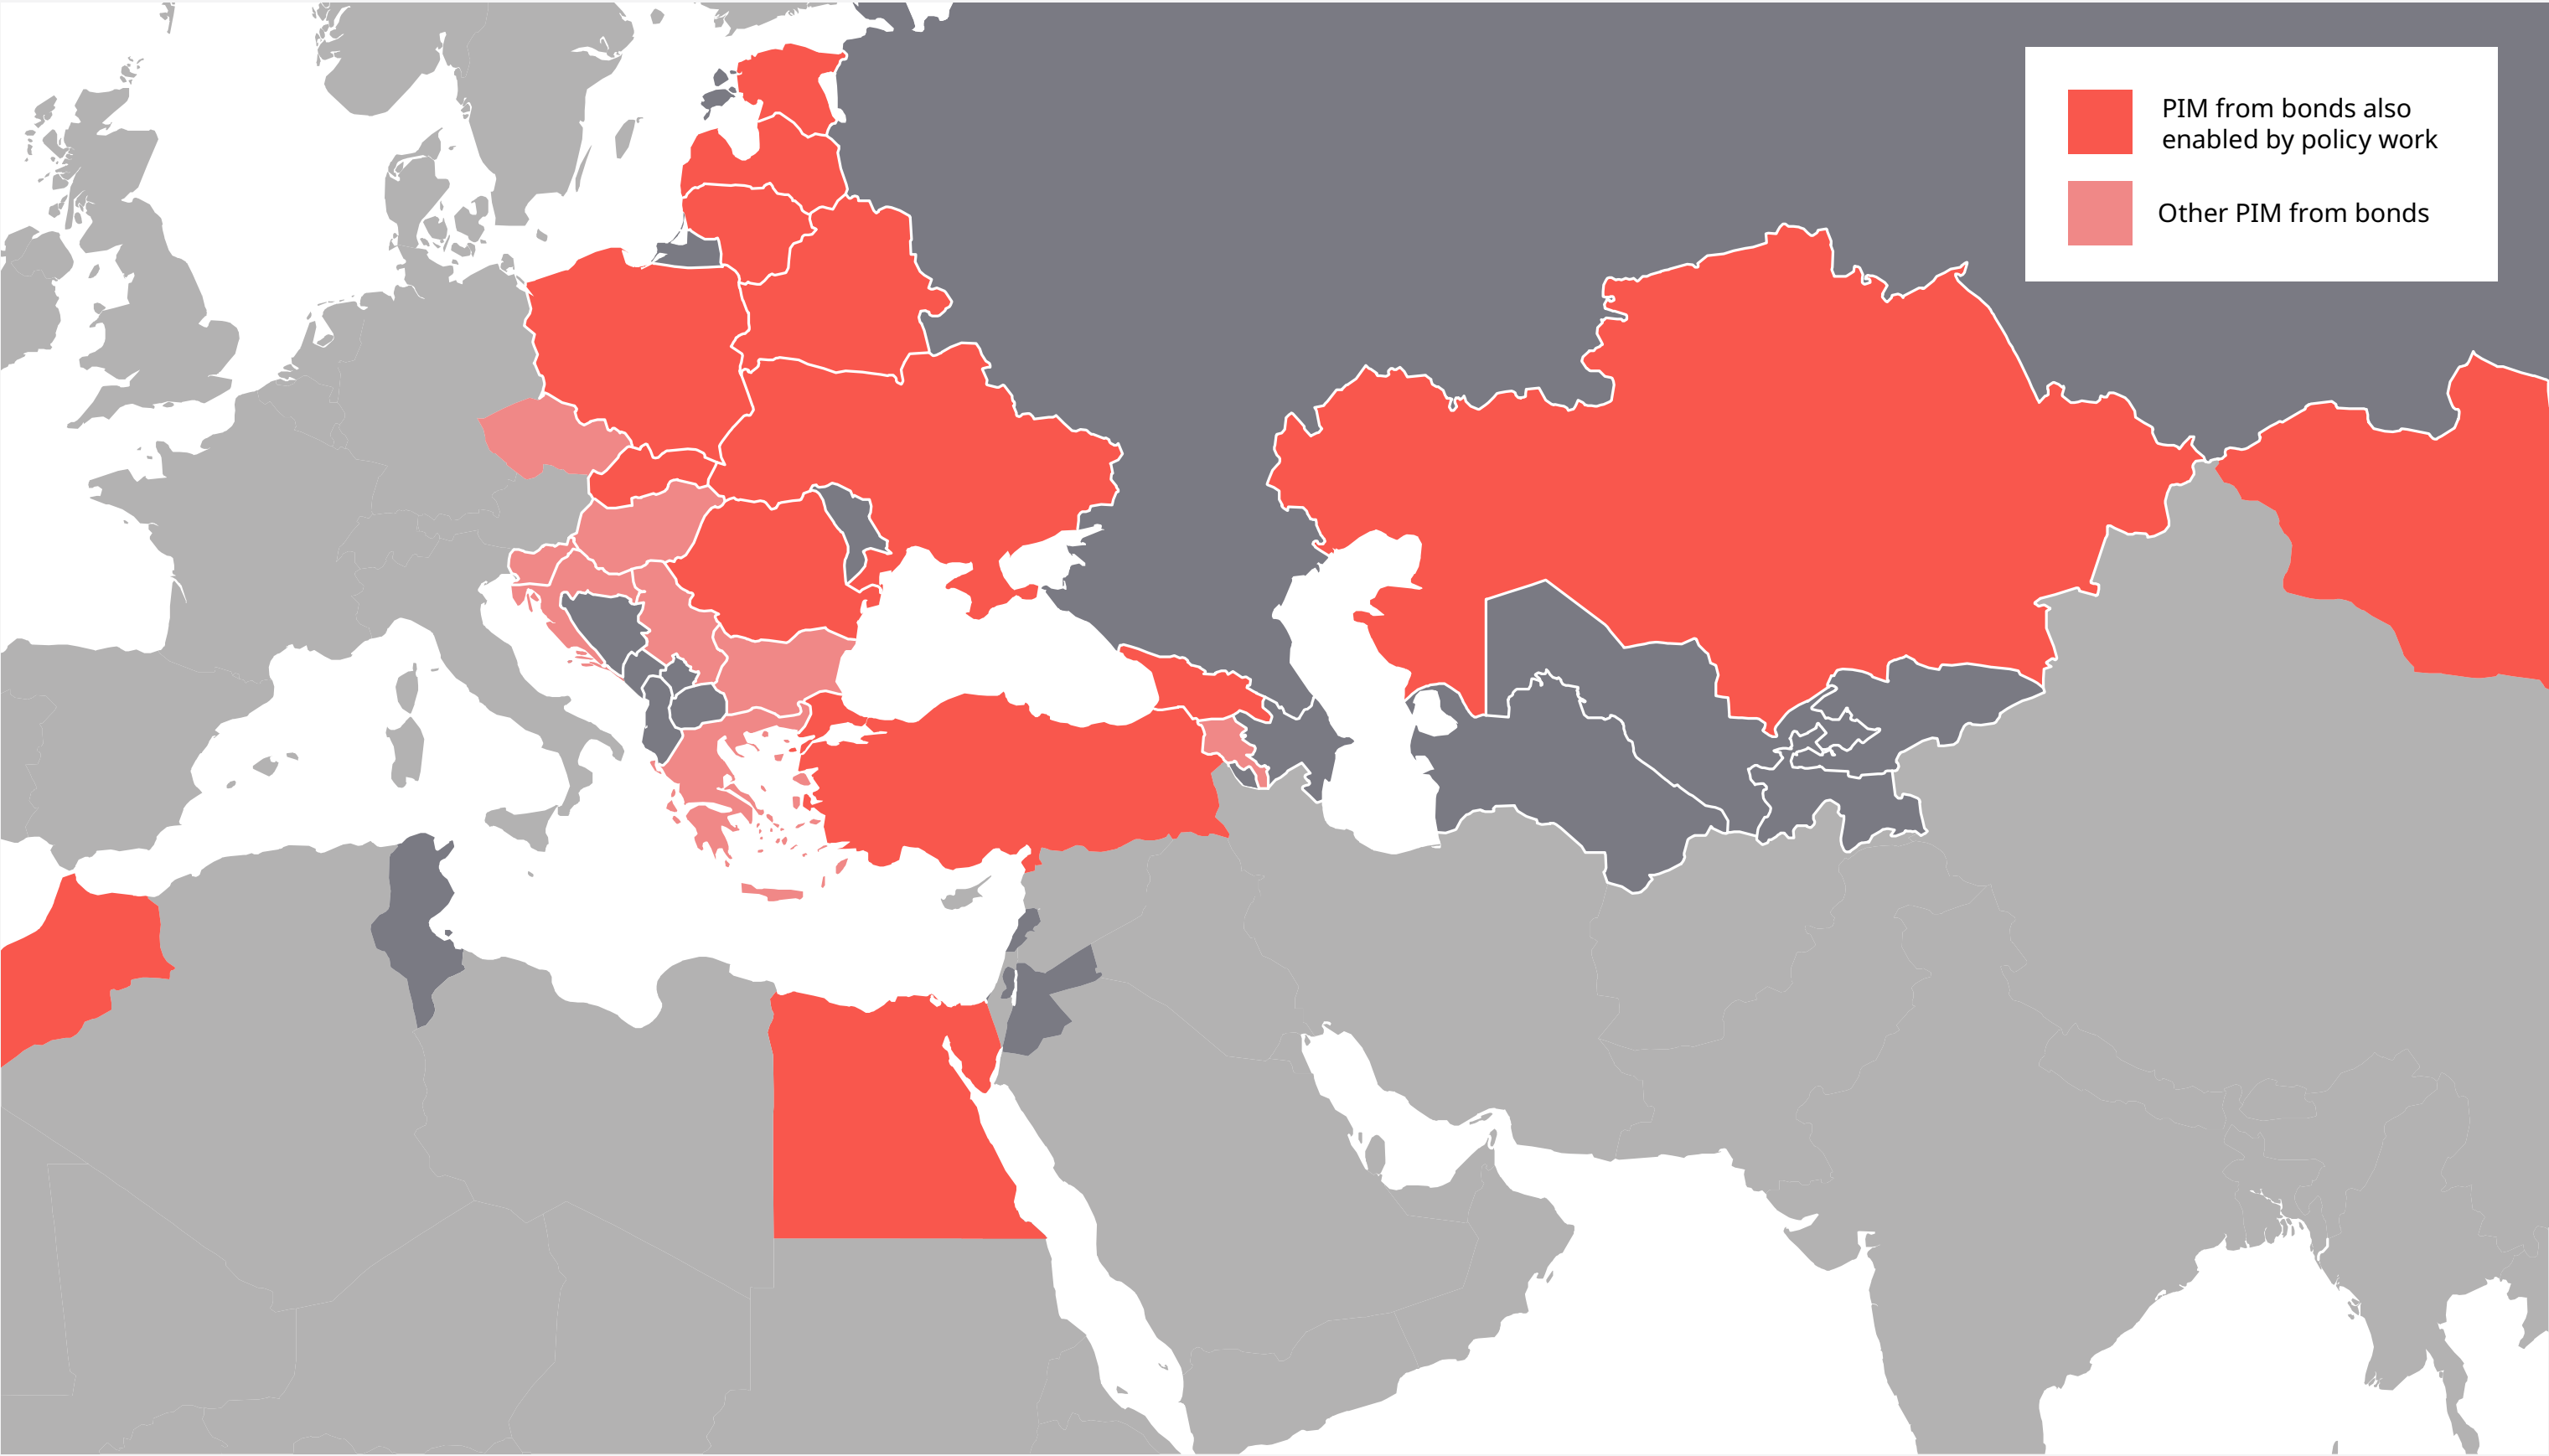 PIM from bonds also
enabled by policy work
Other PIM from bonds